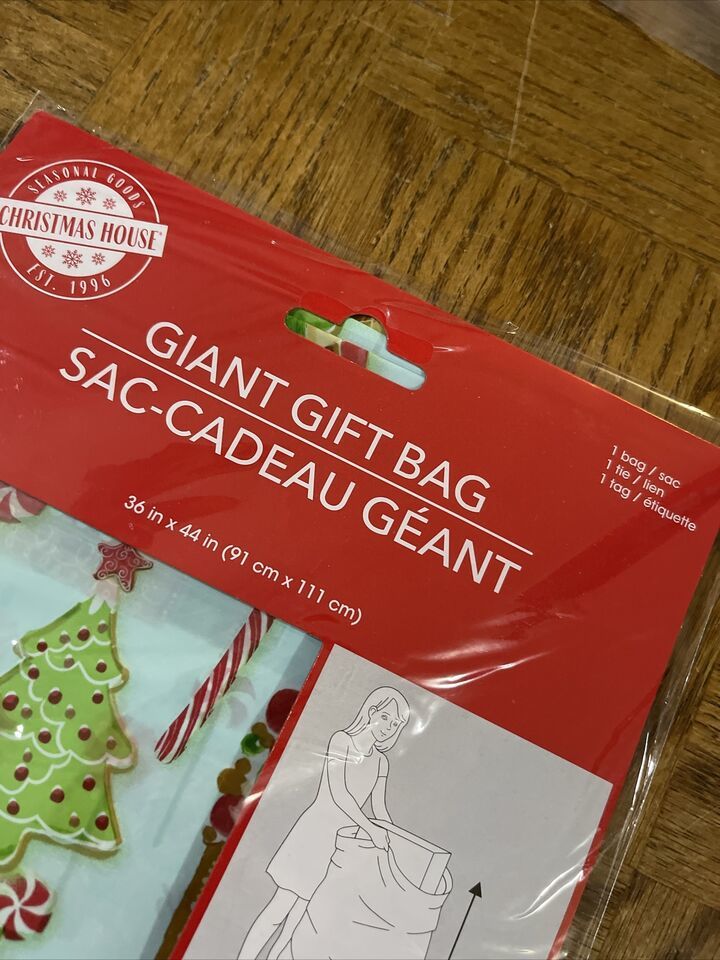 SEASONAL GOODS
CHRISTMAS HOUSE®
EST. 1996
GIANT GIFT BAG
SAC-CADEAU GÉANT
36 in x 44 in (91 cm x 111 cm)
1 bag / sac
1 tie / lien
1 tag / étiquette